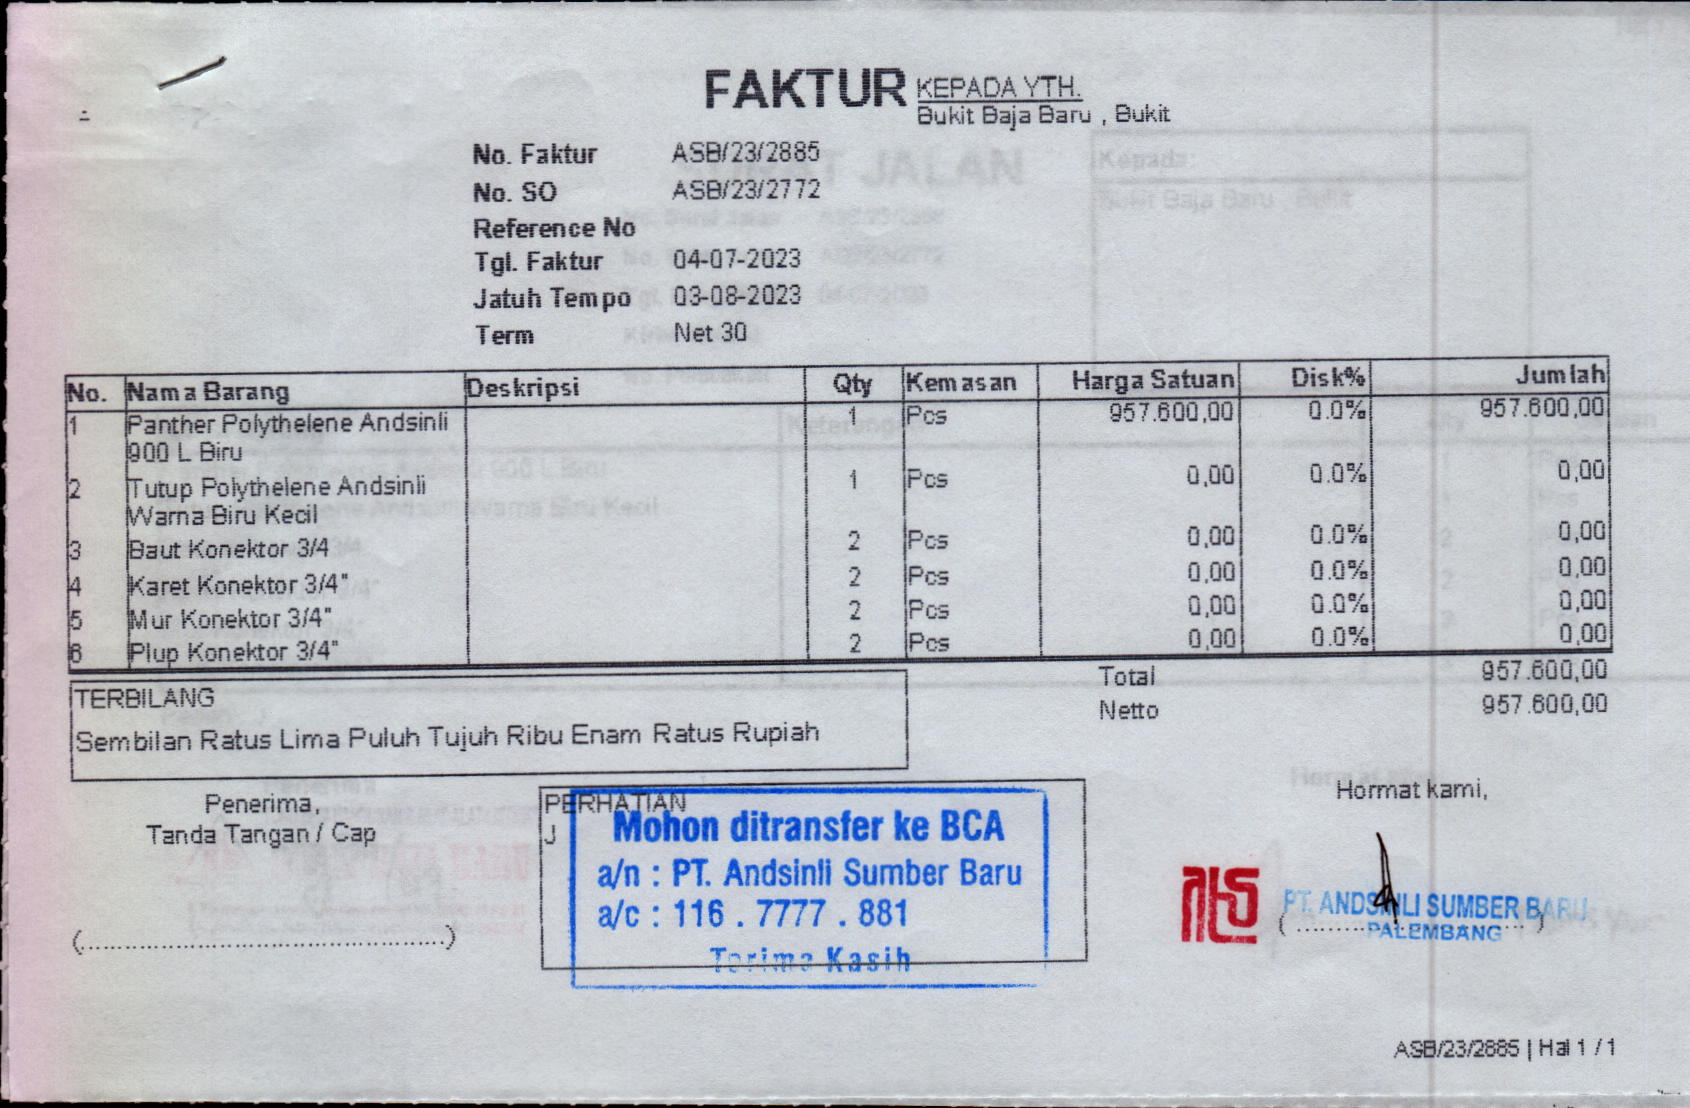 FAKTUR KEPADA YTH.
Bukit Baja Baru , Bukit
No. Faktur ASB/23/2885
No. SO ASB/23/2772
Reference No
Tgl. Faktur 04-07-2023
Jatuh Tempo 03-08-2023
Term Net 30
No. Nama Barang Deskripsi Qty Kemasan Harga Satuan Disk% Jumlah
1 Panther Polythelene Andsinli 1 Pcs 957.600,00 0.0% 957.600,00
900 L Biru
2 Tutup Polythelene Andsinli 1 Pcs 0,00 0.0% 0,00
Warna Biru Kecil
3 Baut Konektor 3/4 2 Pcs 0,00 0.0% 0,00
4 Karet Konektor 3/4" 2 Pcs 0,00 0.0% 0,00
5 Mur Konektor 3/4" 2 Pcs 0,00 0.0% 0,00
6 Plup Konektor 3/4" 2 Pcs 0,00 0.0% 0,00
Total 957.600,00
Netto 957.600,00
TERBILANG
Sembilan Ratus Lima Puluh Tujuh Ribu Enam Ratus Rupiah
Penerima,
Tanda Tangan / Cap
(................................................)
PERHATIAN
J
Mohon ditransfer ke BCA
a/n : PT. Andsinli Sumber Baru
a/c : 116 . 7777 . 881
Terima Kasih
Hormat kami,
PT. ANDSINLI SUMBER BARU
PALEMBANG
ASB/23/2885 | Hal 1 / 1